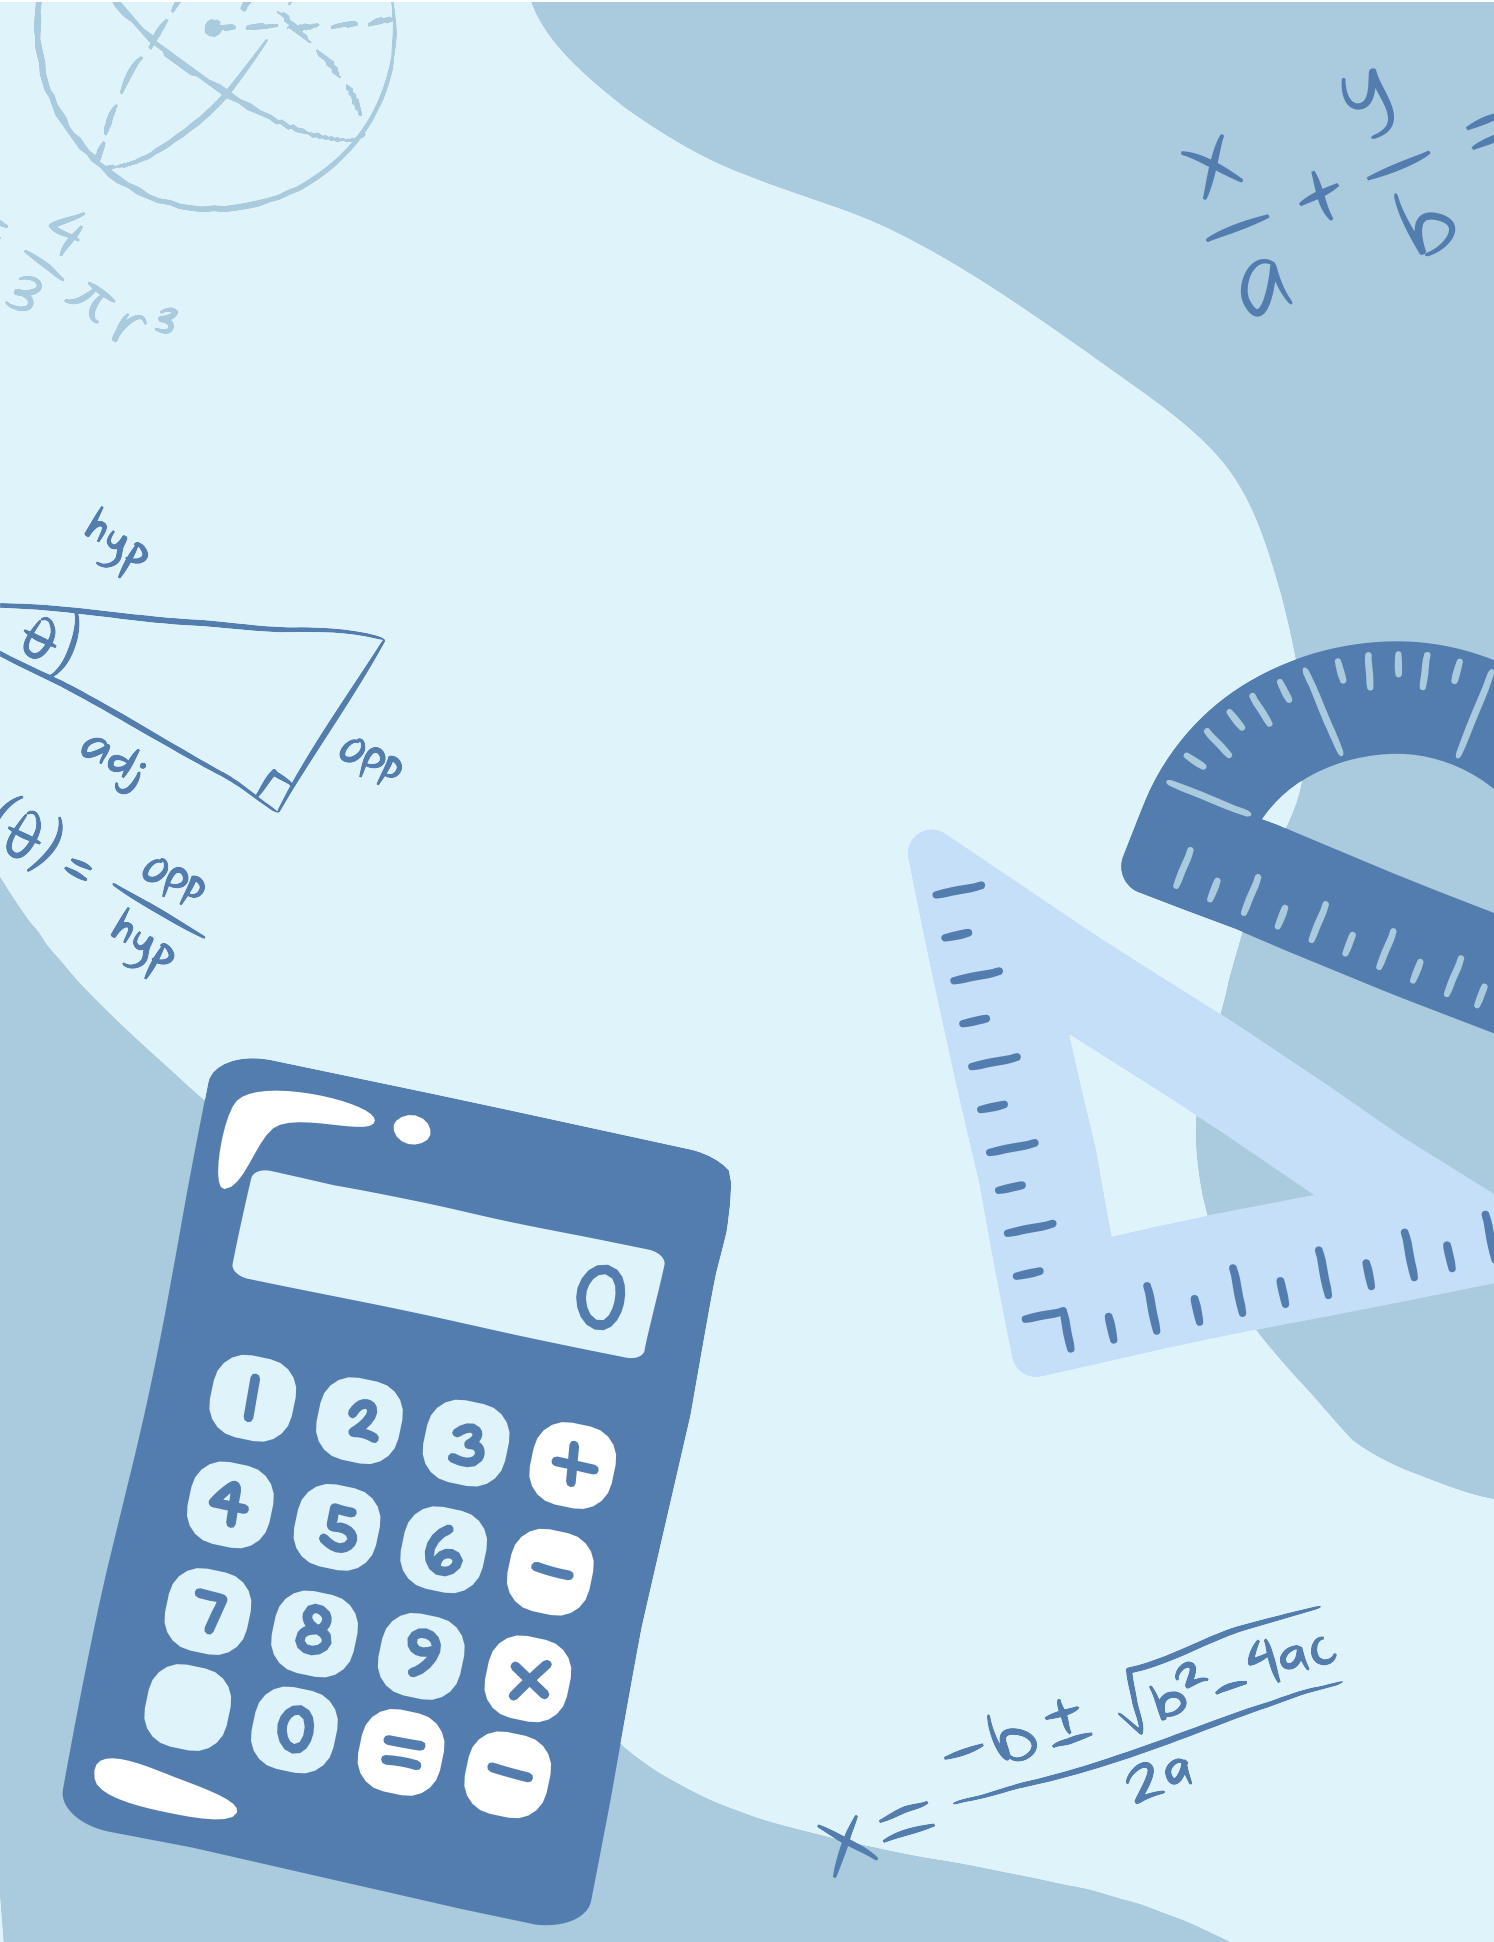 x/a + y/b =
= 4/3 πr³
hyp
θ
adj
opp
(θ) = opp/hyp
0
1 2 3 +
4 5 6 −
7 8 9 ×
0 = −
x = −b ± √b² − 4ac / 2a